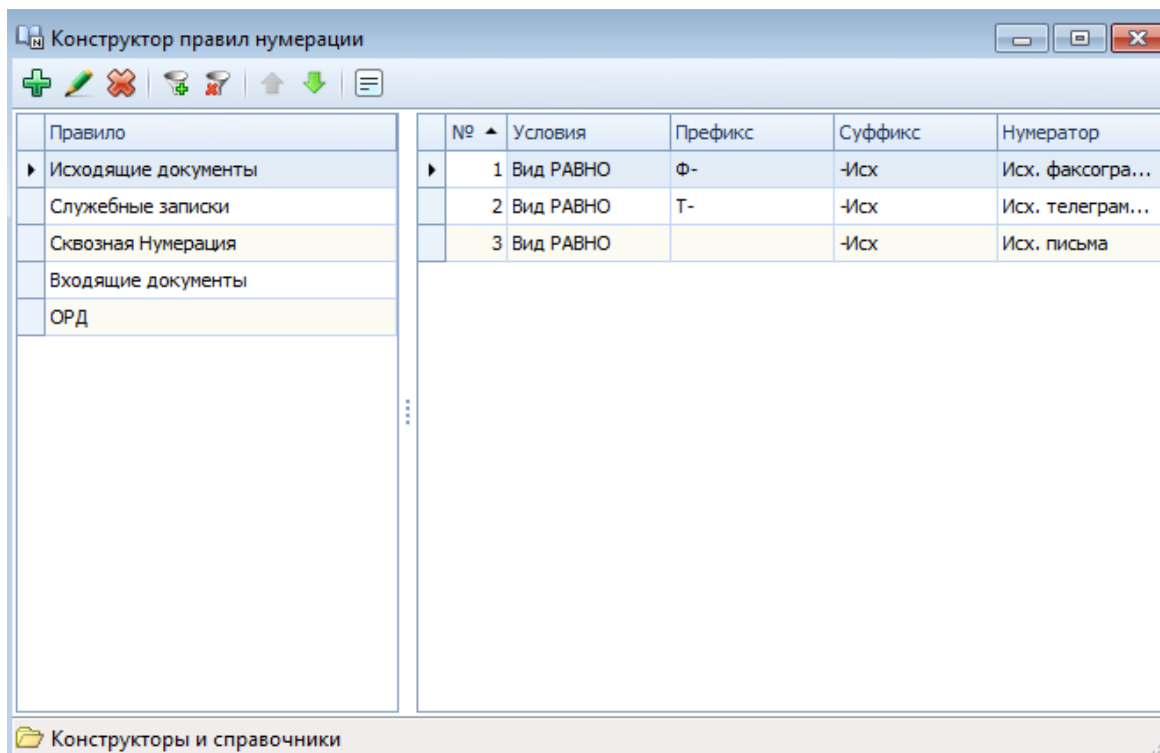 Конструктор правил нумерации
Правило
Исходящие документы
Служебные записки
Сквозная Нумерация
Входящие документы
ОРД
№ Условия Префикс Суффикс Нумератор
1 Вид РАВНО Ф- -Исх Исх. факсогра...
2 Вид РАВНО Т- -Исх Исх. телеграм...
3 Вид РАВНО -Исх Исх. письма
Конструкторы и справочники